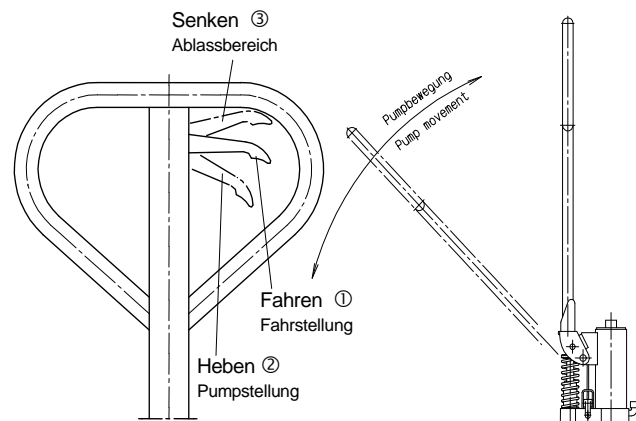 Senken ③
Ablassbereich
Pumpbewegung
Pump movement
Fahren ①
Fahrstellung
Heben ②
Pumpstellung